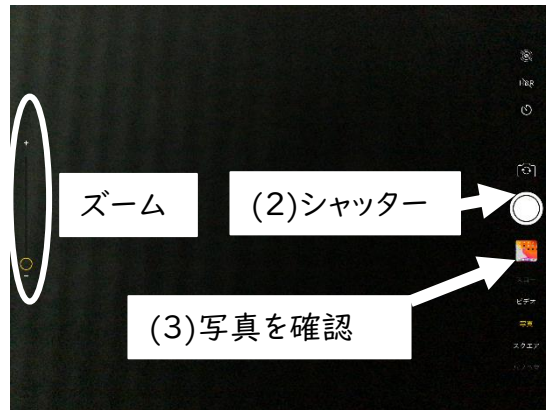 HDR
+
ズーム
(2)シャッター
−
(3)写真を確認
ビデオ
写真
スクエア